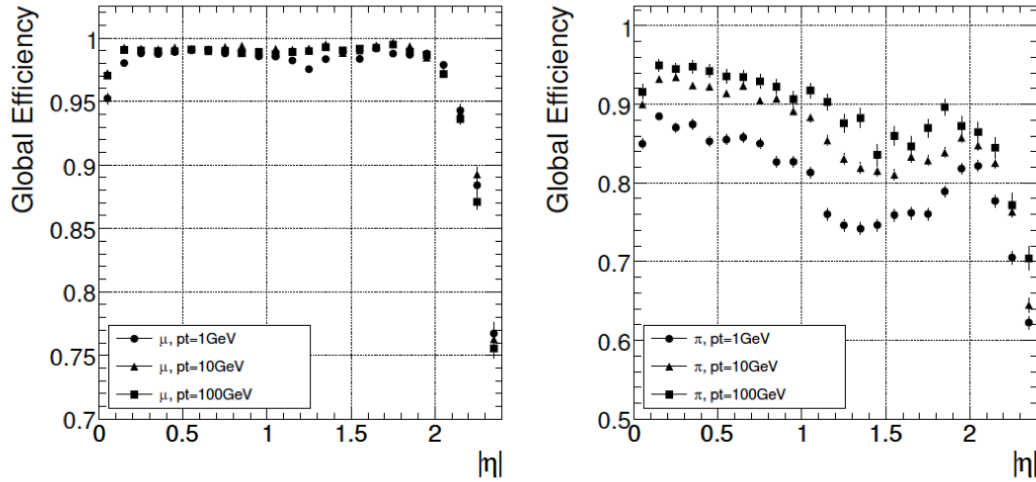 Global Efficiency
1
0.95
0.9
0.85
0.8
0.75
0.7
μ, pt=1GeV
μ, pt=10GeV
μ, pt=100GeV
0 0.5 1 1.5 2
|η|
Global Efficiency
1
0.9
0.8
0.7
0.6
0.5
π, pt=1GeV
π, pt=10GeV
π, pt=100GeV
0 0.5 1 1.5 2
|η|